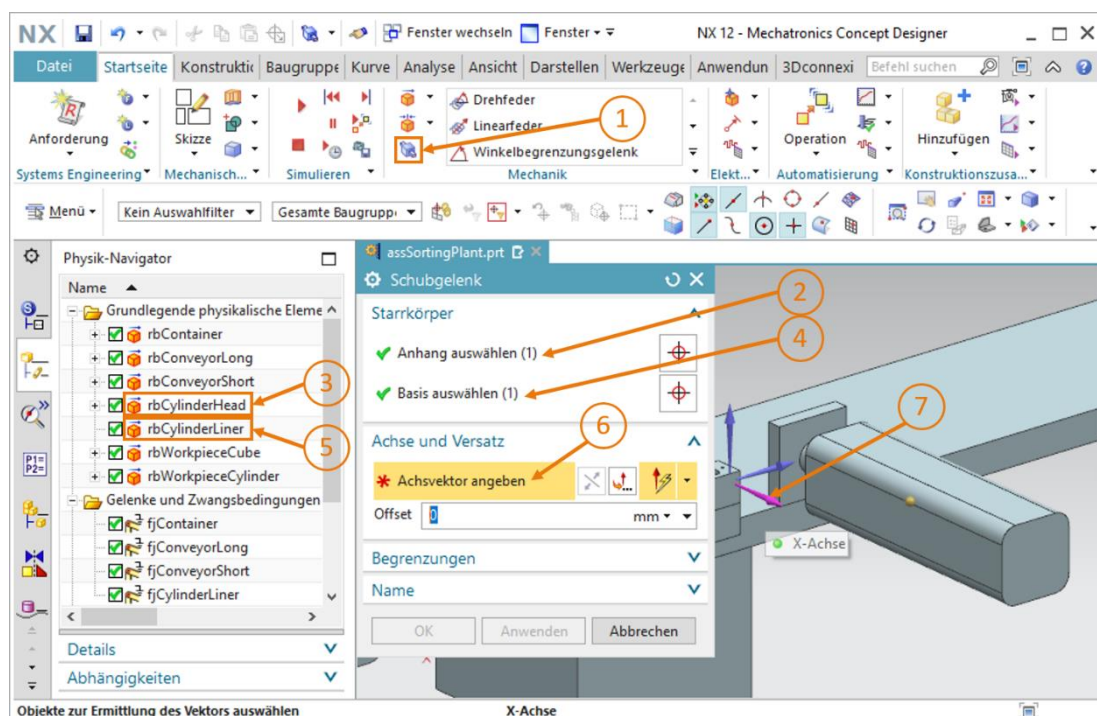 NX Fenster wechseln Fenster NX 12 - Mechatronics Concept Designer
Datei Startseite Konstruktic Baugruppe Kurve Analyse Ansicht Darstellen Werkzeuge Anwendun 3Dconnexi Befehl suchen
Drehfeder
Linearfeder
Winkelbegrenzungsgelenk
1
Anforderung Skizze Operation Hinzufügen
Systems Engineering Mechanisch... Simulieren Mechanik Elekt... Automatisierung Konstruktionszusa...
Menü Kein Auswahlfilter Gesamte Baugrupp
Physik-Navigator
Name
Grundlegende physikalische Eleme
rbContainer
rbConveyorLong
rbConveyorShort
rbCylinderHead
rbCylinderLiner
rbWorkpieceCube
rbWorkpieceCylinder
Gelenke und Zwangsbedingungen
fjContainer
fjConveyorLong
fjConveyorShort
fjCylinderLiner
Details
Abhängigkeiten
3
5
P1=
P2=
assSortingPlant.prt
Schubgelenk
Starrkörper
Anhang auswählen (1)
Basis auswählen (1)
2
4
Achse und Versatz
6
Achsvektor angeben
Offset 0 mm
Begrenzungen
Name
OK Anwenden Abbrechen
7
X-Achse
Objekte zur Ermittlung des Vektors auswählen X-Achse